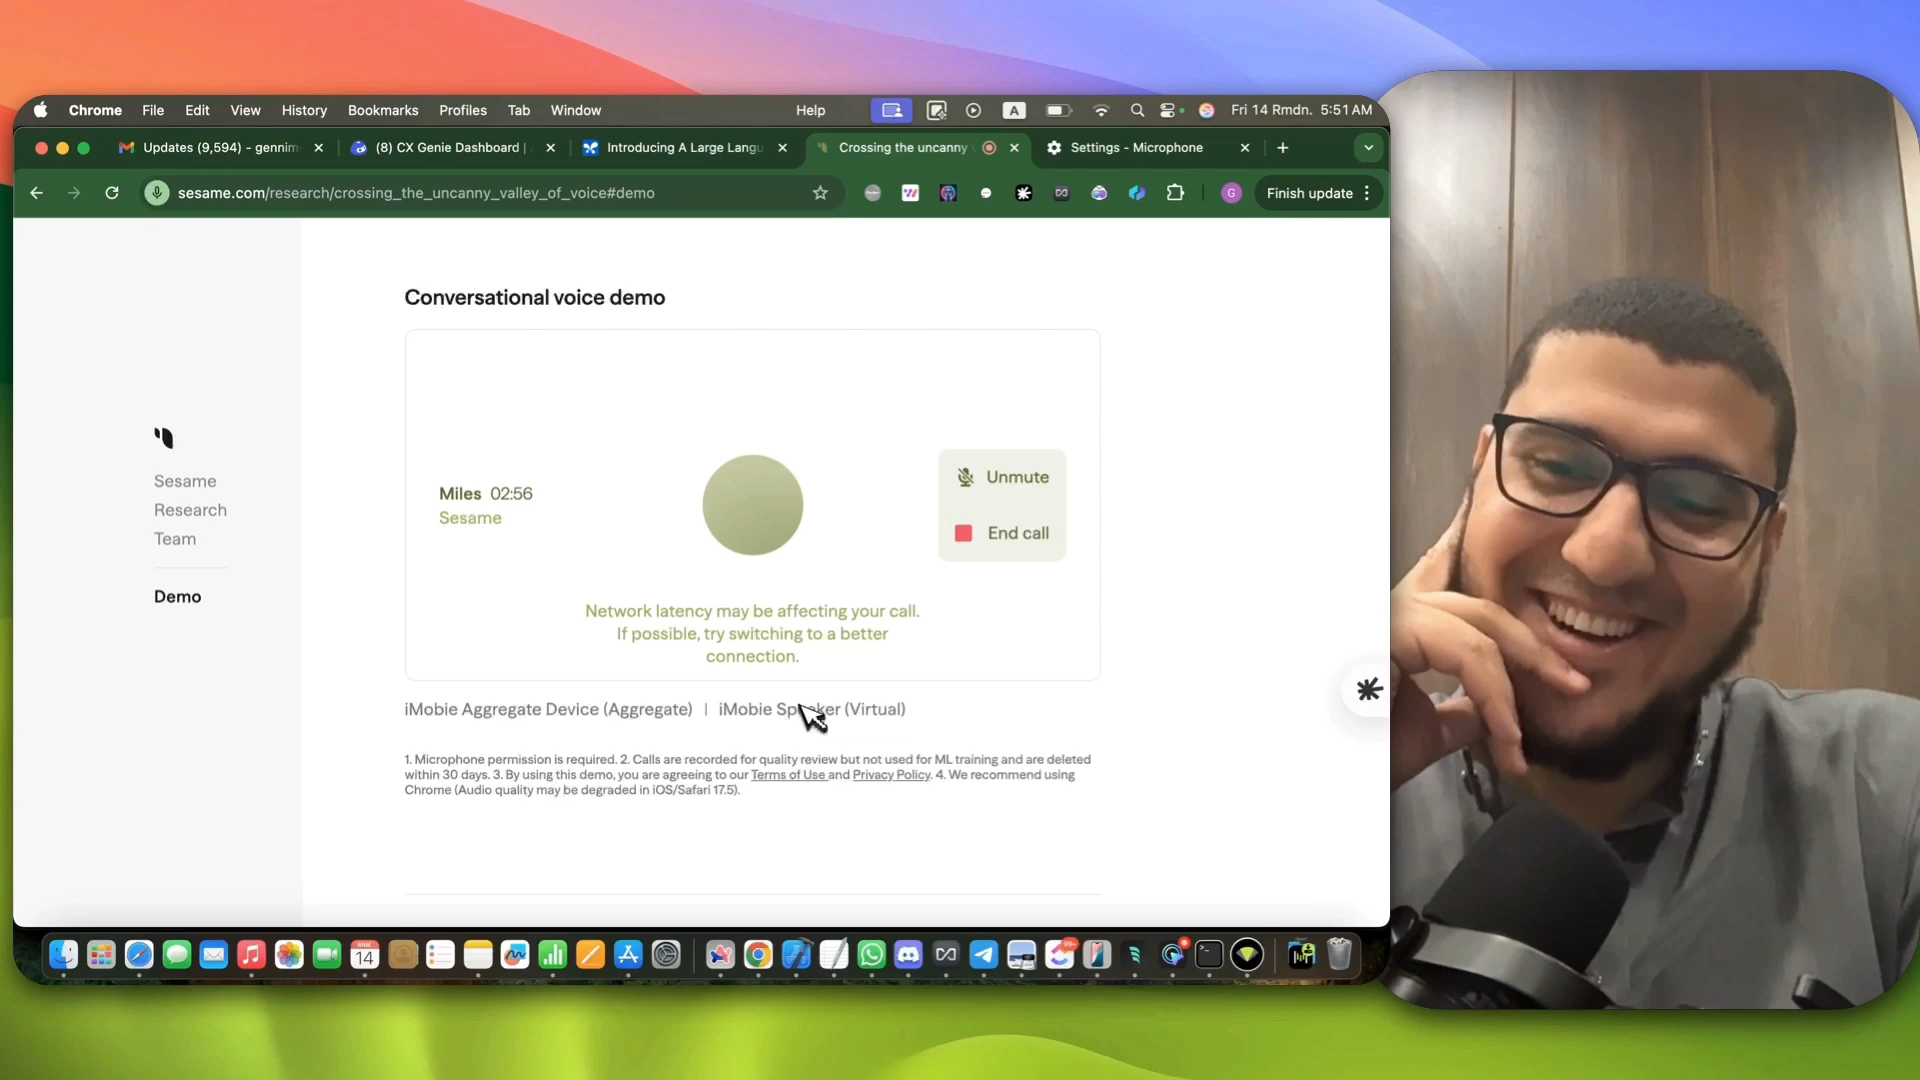 Chrome File Edit View History Bookmarks Profiles Tab Window Help A Fri 14 Rmdn. 5:51 AM
Updates (9,594) - gennim
(8) CX Genie Dashboard |
Introducing A Large Langu
Crossing the uncanny
Settings - Microphone
sesame.com/research/crossing_the_uncanny_valley_of_voice#demo
G
Finish update
Conversational voice demo
Sesame
Research
Team
Demo
Miles 02:56
Sesame
Unmute
End call
Network latency may be affecting your call.
If possible, try switching to a better
connection.
iMobie Aggregate Device (Aggregate) | iMobie Speaker (Virtual)
1. Microphone permission is required. 2. Calls are recorded for quality review but not used for ML training and are deleted
within 30 days. 3. By using this demo, you are agreeing to our Terms of Use and Privacy Policy. 4. We recommend using
Chrome (Audio quality may be degraded in iOS/Safari 17.5).
14